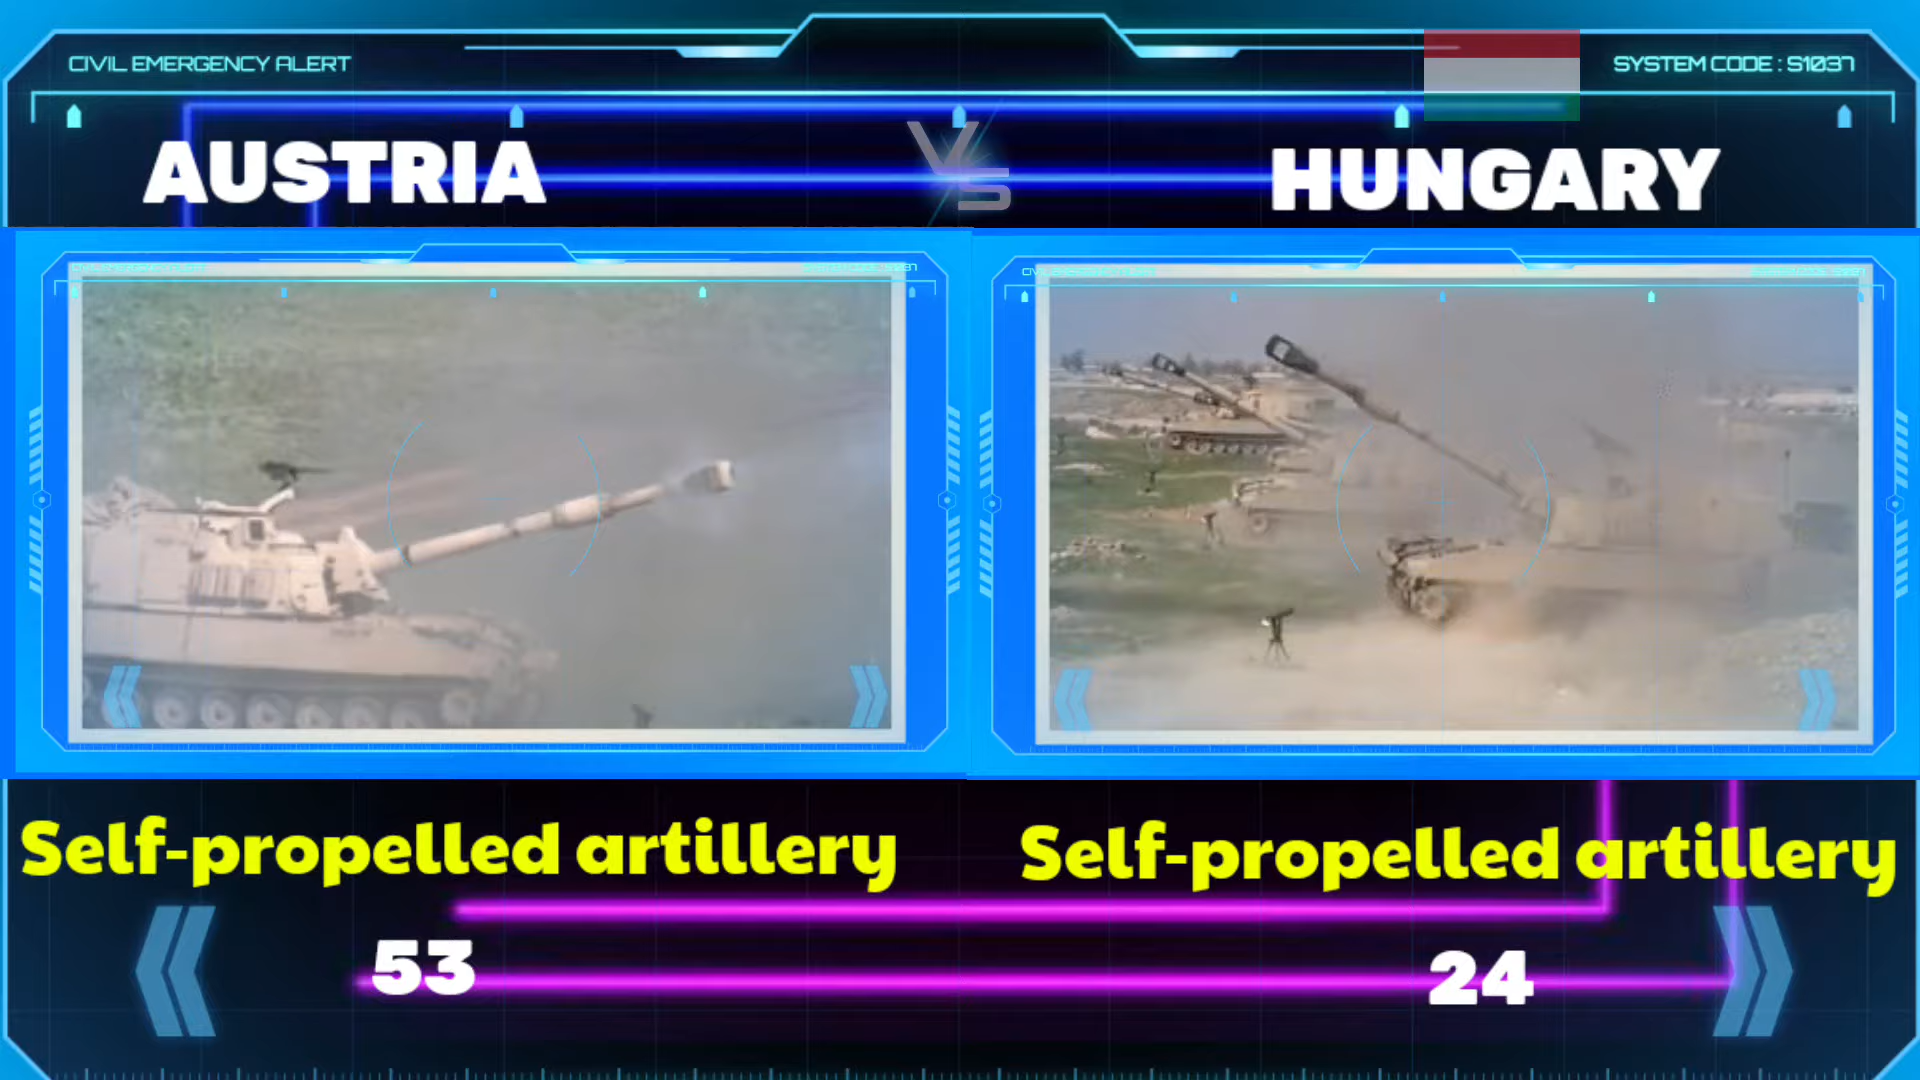 CIVIL EMERGENCY ALERT
SYSTEM CODE : S1037
AUSTRIA
VS
HUNGARY
Self-propelled artillery
Self-propelled artillery
53
24